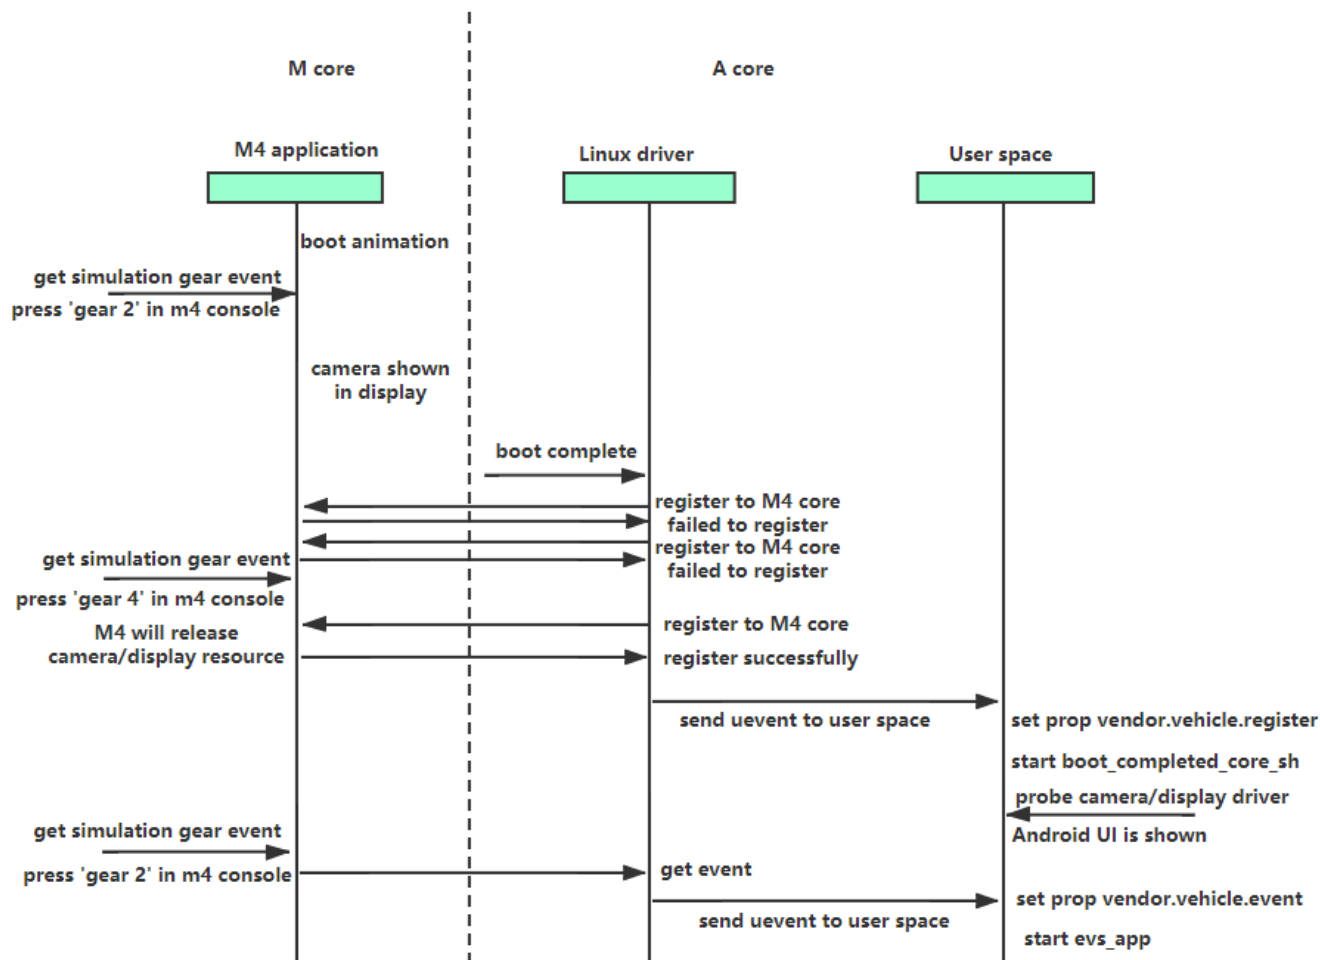 M core
A core
M4 application
Linux driver
User space
boot animation
get simulation gear event
press 'gear 2' in m4 console
camera shown
in display
boot complete
register to M4 core
failed to register
register to M4 core
failed to register
get simulation gear event
press 'gear 4' in m4 console
register to M4 core
M4 will release
camera/display resource
register successfully
send uevent to user space
set prop vendor.vehicle.register
start boot_completed_core_sh
probe camera/display driver
Android UI is shown
get simulation gear event
press 'gear 2' in m4 console
get event
set prop vendor.vehicle.event
send uevent to user space
start evs_app